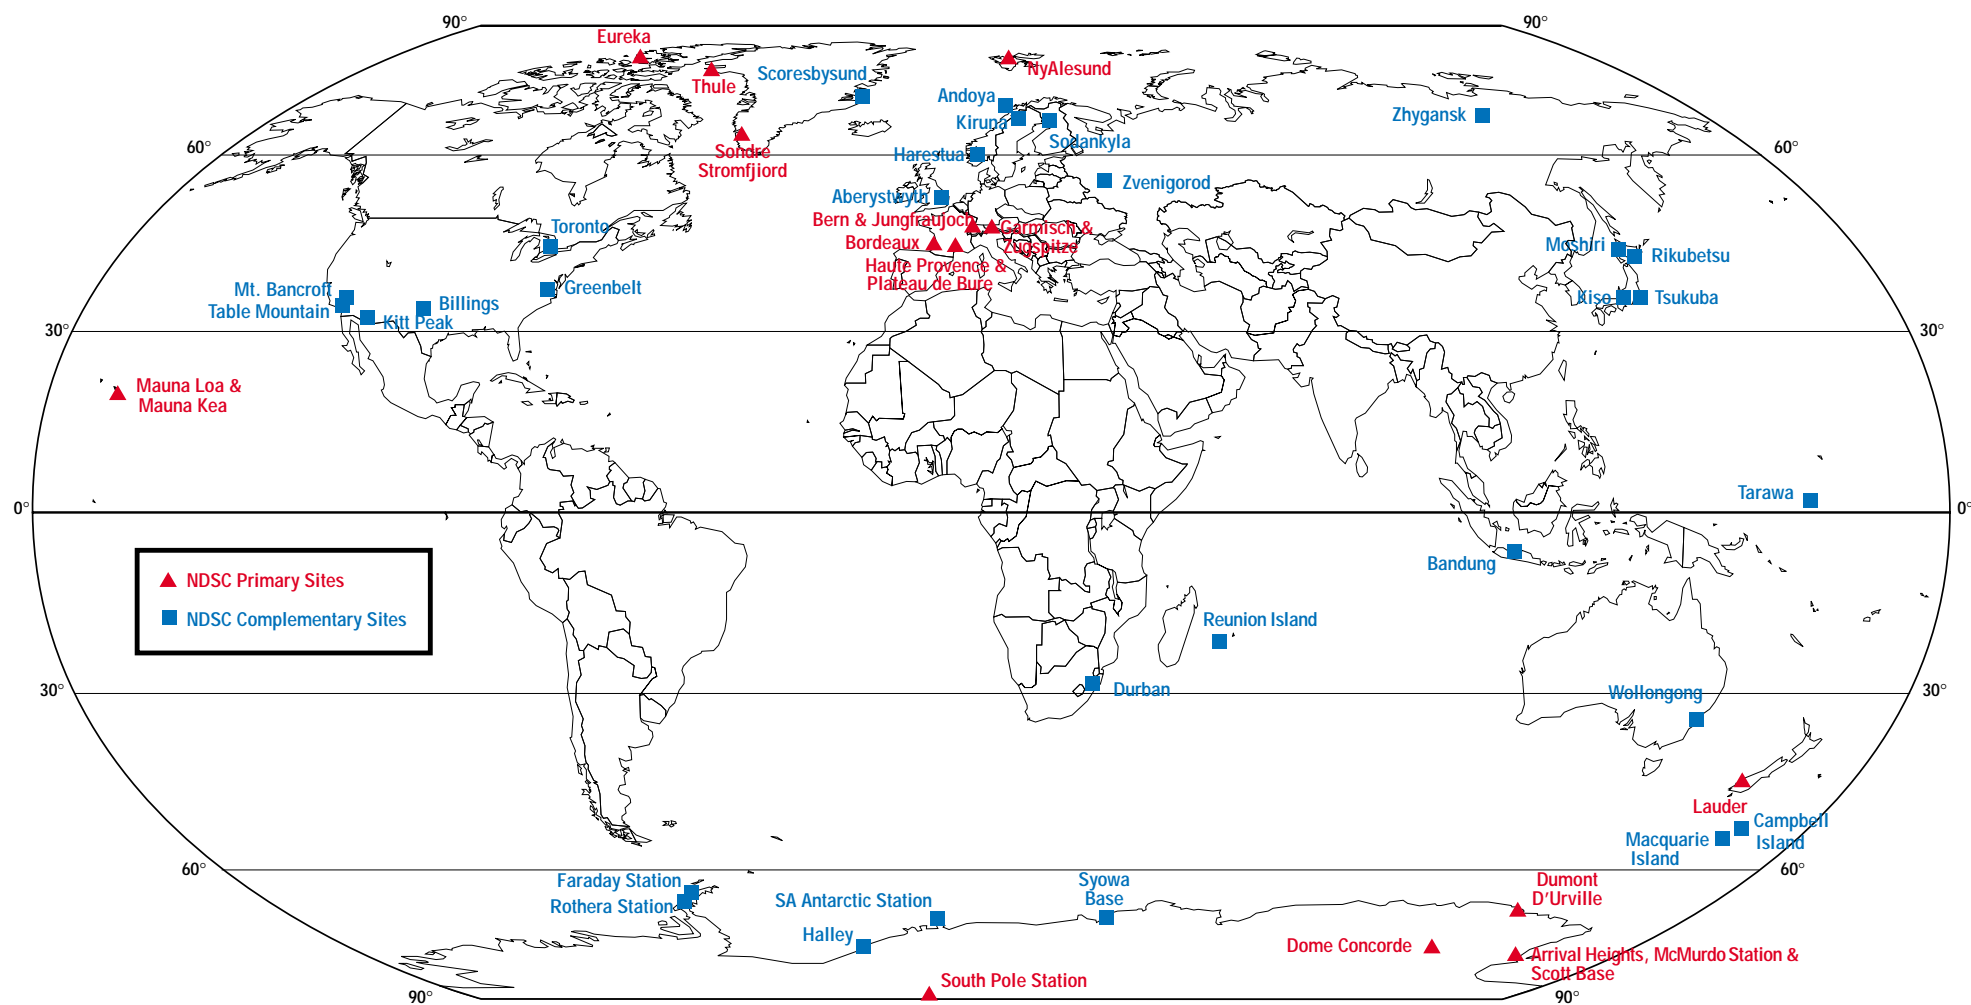 90°
90°
Eureka
Thule
Scoresbysund
NyAlesund
Andoya
Kiruna
Sodankyla
Zhygansk
60°
60°
Sondre
Stromfjiord
Harestua
Zvenigorod
Aberystwyth
Toronto
Bern & Jungfraujoch
Garmisch &
Zugspitze
Bordeaux
Haute Provence &
Plateau de Bure
Moshiri
Rikubetsu
Kiso
Tsukuba
Mt. Bancroft
Table Mountain
Kitt Peak
Billings
Greenbelt
30°
30°
Mauna Loa &
Mauna Kea
0°
0°
Tarawa
Bandung
NDSC Primary Sites
NDSC Complementary Sites
Reunion Island
Durban
30°
30°
Wollongong
Lauder
Campbell
Island
Macquarie
Island
60°
60°
Faraday Station
Rothera Station
SA Antarctic Station
Syowa
Base
Halley
Dumont
D'Urville
Dome Concorde
Arrival Heights, McMurdo Station &
Scott Base
South Pole Station
90°
90°